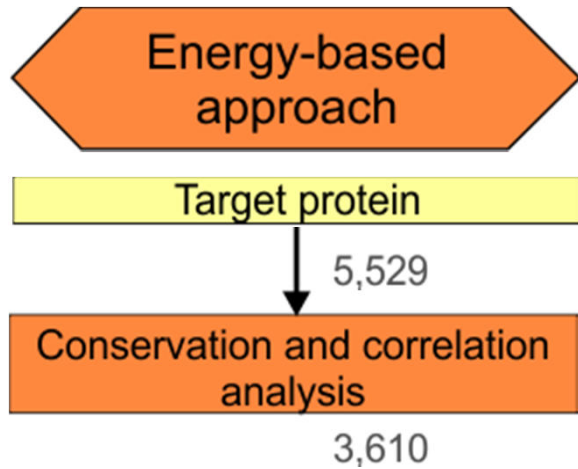 Energy-based
approach
Target protein
5,529
Conservation and correlation
analysis
3,610